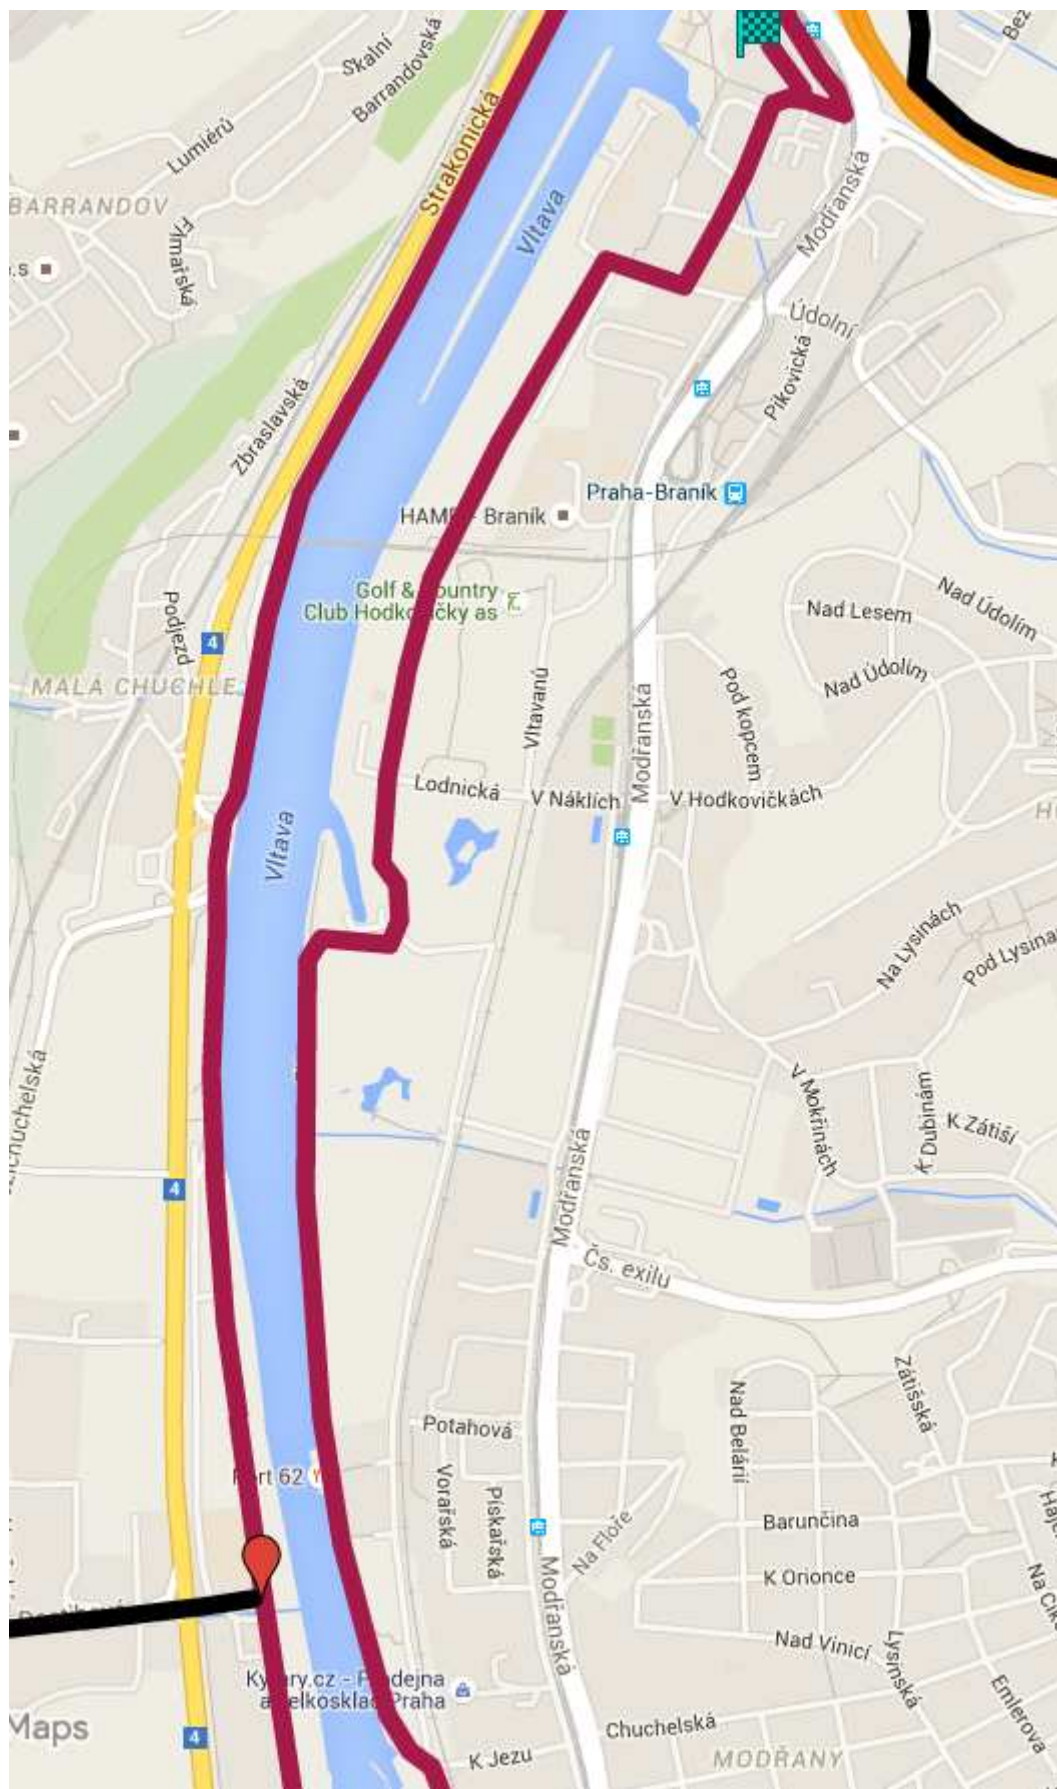 Skalní
Barrandovská
Lumiérů
Strakonická
BARRANDOV
Vltava
Modřanská
Filmařská
Údolní
Pikovická
Zbraslavská
Praha-Braník
Braník
Golf & Country
Club Hodkovičky as
Nad Lesem
Nad Údolím
Podjezd
4
MALÁ CHUCHLE
Nad Údolím
Pod kopcem
Vltavanů
Modřanská
Lodnická
V Náklích
V Hodkovičkách
Vltava
Na Lysinách
Pod Lysina
V Mokřinách
K Dubinám
K Zátiší
4
Modřanská
Čs. exilu
Zátišská
Nad Belárií
Potahová
Vorařská
Pískařská
Barunčina
Na Floře
K Orionce
Modřanská
Nad Vinicí
Lysinská
Emlerova
Maps
4
Chuchelská
K Jezu
MODŘANY